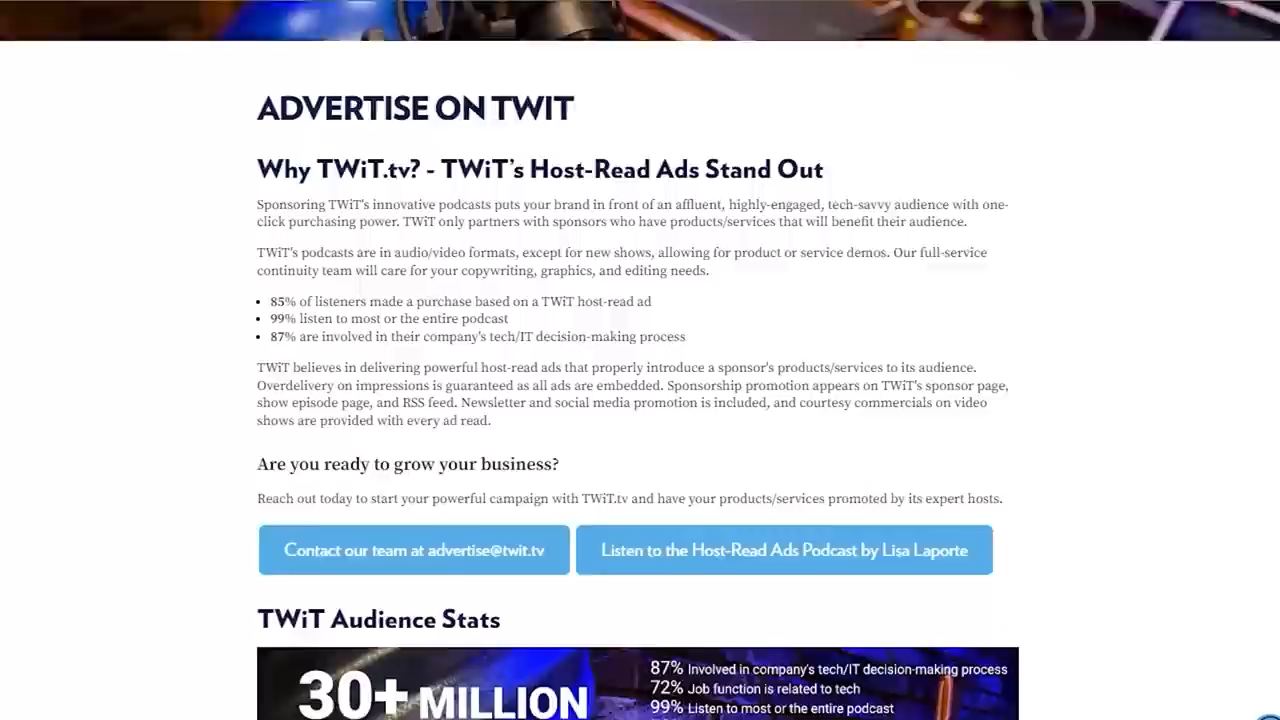 ADVERTISE ON TWIT
Why TWiT.tv? - TWiT's Host-Read Ads Stand Out
Sponsoring TWiT's innovative podcasts puts your brand in front of an affluent, highly-engaged, tech-savvy audience with one-
click purchasing power. TWiT only partners with sponsors who have products/services that will benefit their audience.
TWiT's podcasts are in audio/video formats, except for new shows, allowing for product or service demos. Our full-service
continuity team will care for your copywriting, graphics, and editing needs.
• 85% of listeners made a purchase based on a TWiT host-read ad
• 99% listen to most or the entire podcast
• 87% are involved in their company's tech/IT decision-making process
TWiT believes in delivering powerful host-read ads that properly introduce a sponsor's products/services to its audience.
Overdelivery on impressions is guaranteed as all ads are embedded. Sponsorship promotion appears on TWiT's sponsor page,
show episode page, and RSS feed. Newsletter and social media promotion is included, and courtesy commercials on video
shows are provided with every ad read.
Are you ready to grow your business?
Reach out today to start your powerful campaign with TWiT.tv and have your products/services promoted by its expert hosts.
Contact our team at advertise@twit.tv
Listen to the Host-Read Ads Podcast by Lisa Laporte
TWiT Audience Stats
30+ MILLION
87% Involved in company's tech/IT decision-making process
72% Job function is related to tech
99% Listen to most or the entire podcast